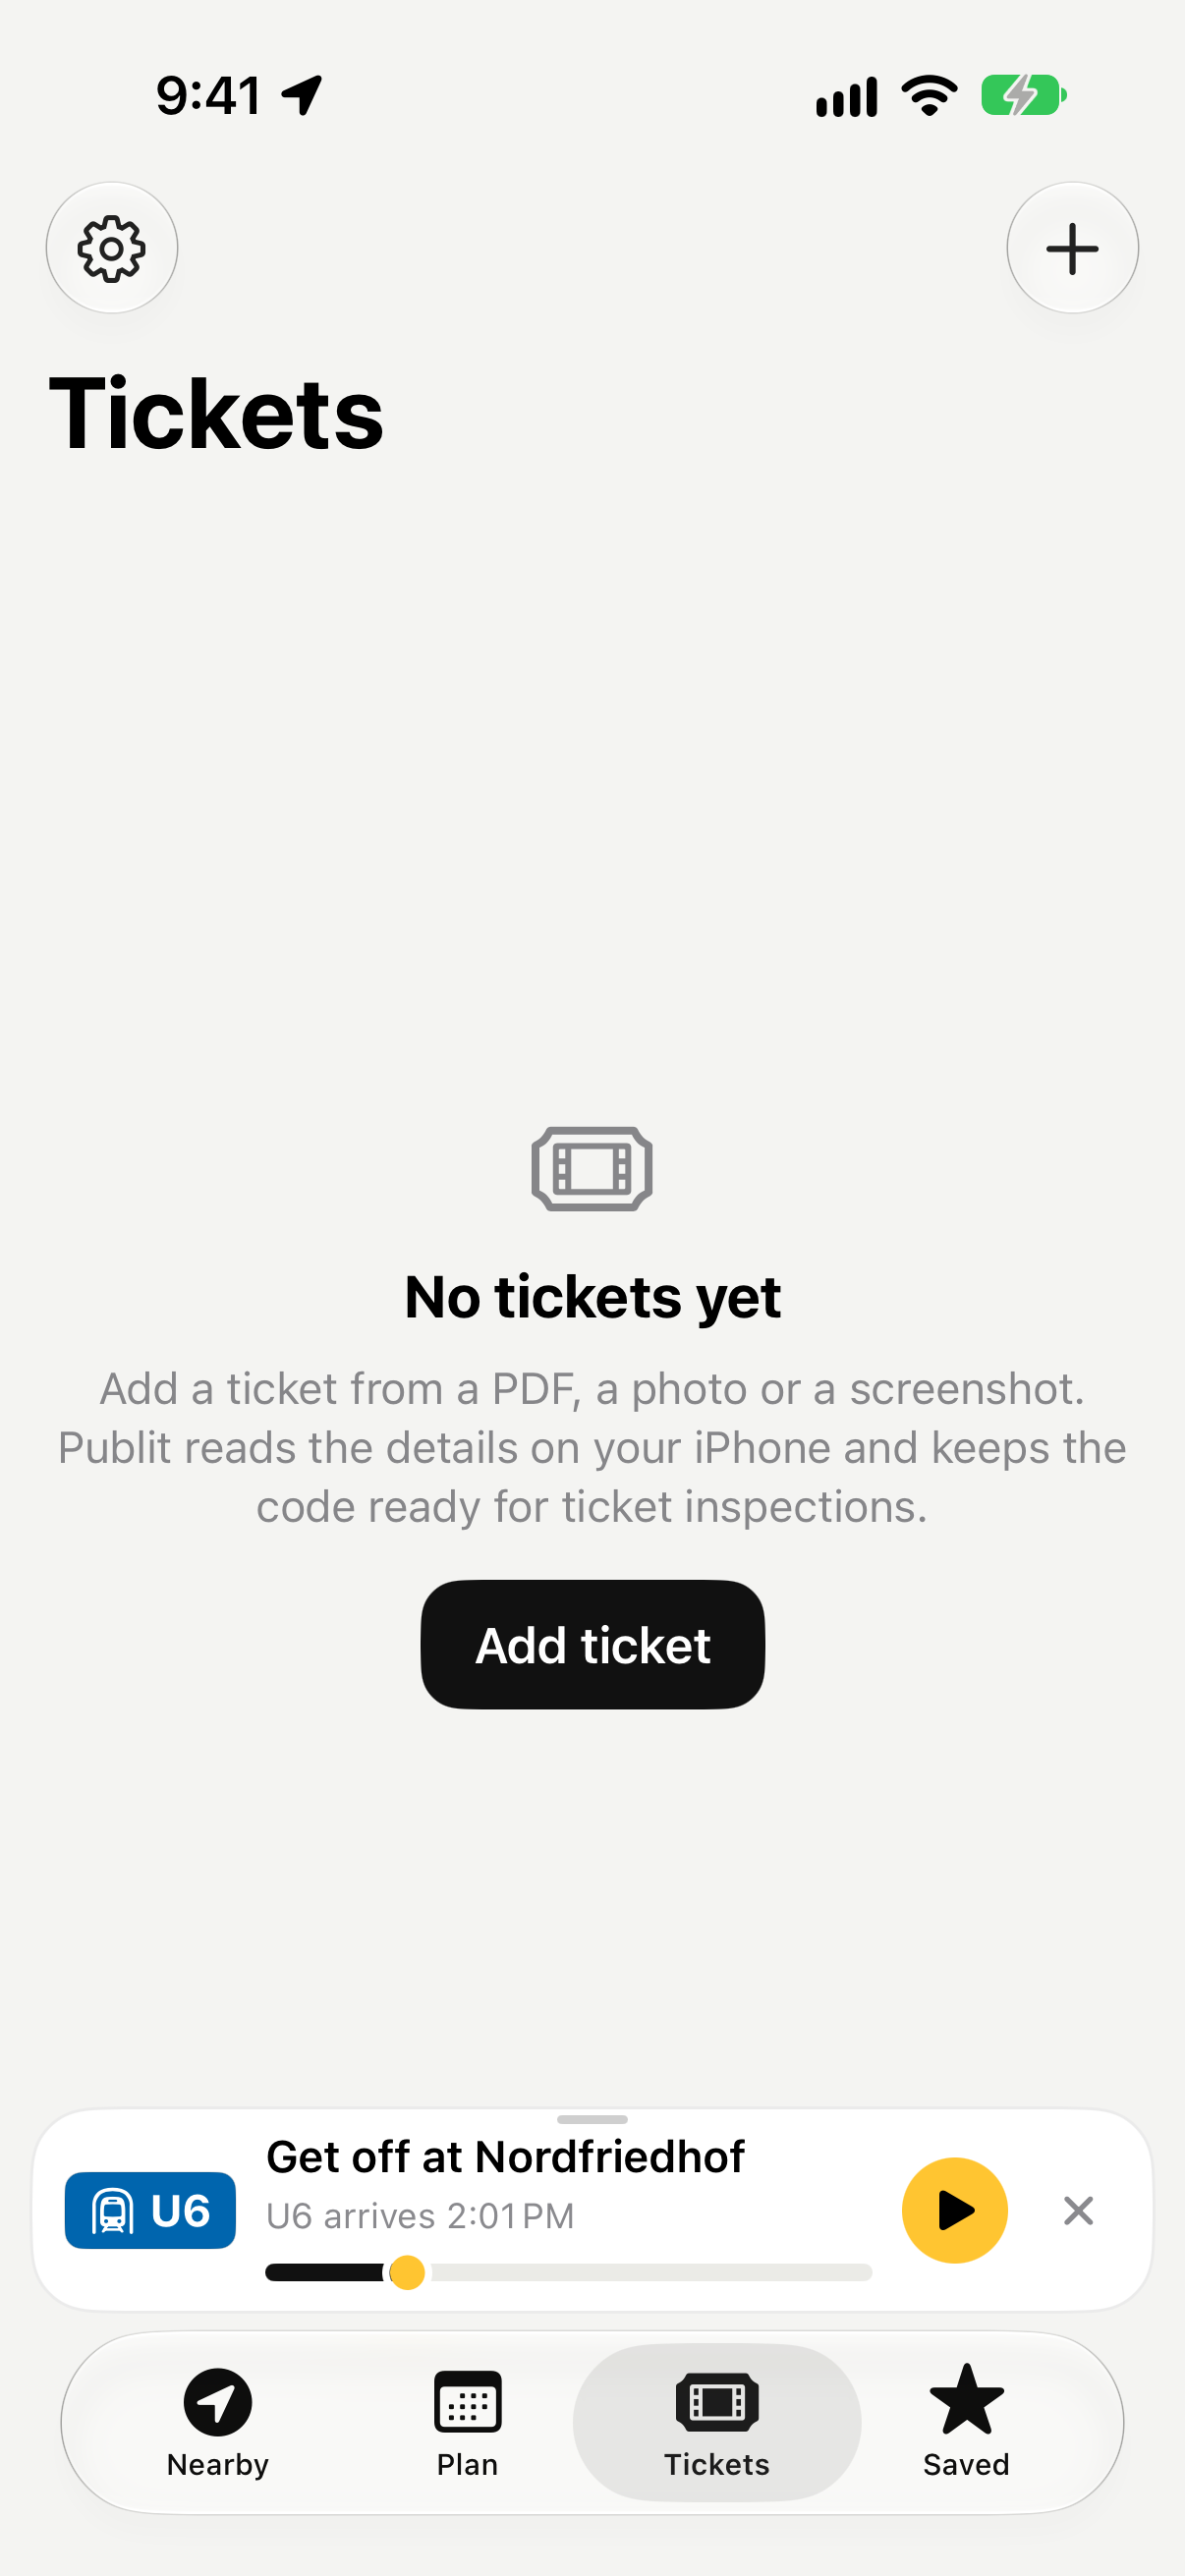 9:41
Tickets
No tickets yet
Add a ticket from a PDF, a photo or a screenshot.
Publit reads the details on your iPhone and keeps the
code ready for ticket inspections.
Add ticket
Get off at Nordfriedhof
U6
U6 arrives 2:01 PM
Nearby
Plan
Tickets
Saved